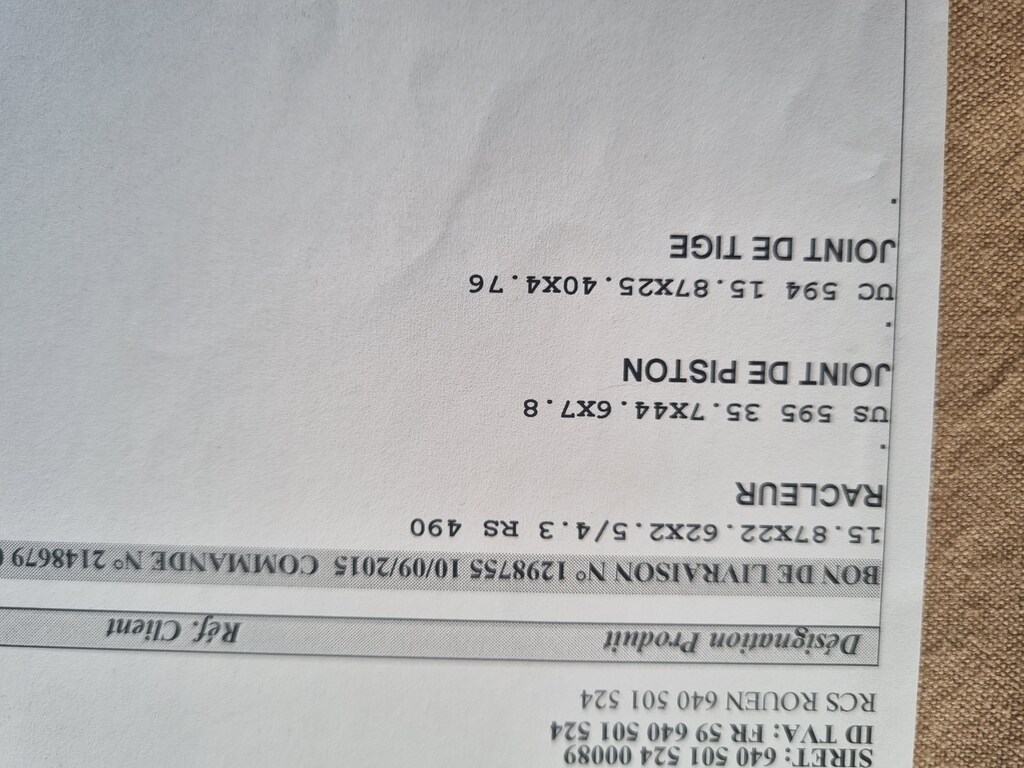 SIRET: 640 501 524 00089
ID TVA: FR 59 640 501 524
RCS ROUEN 640 501 524
Désignation Produit Réf. Client
BON DE LIVRAISON N° 1298755 10/09/2015 COMMANDE N° 2148679
15.87X22.62X2.5/4.3 RS 490
RACLEUR
.
US 595 35.7X44.6X7.8
JOINT DE PISTON
.
UC 594 15.87X25.40X4.76
JOINT DE TIGE
.